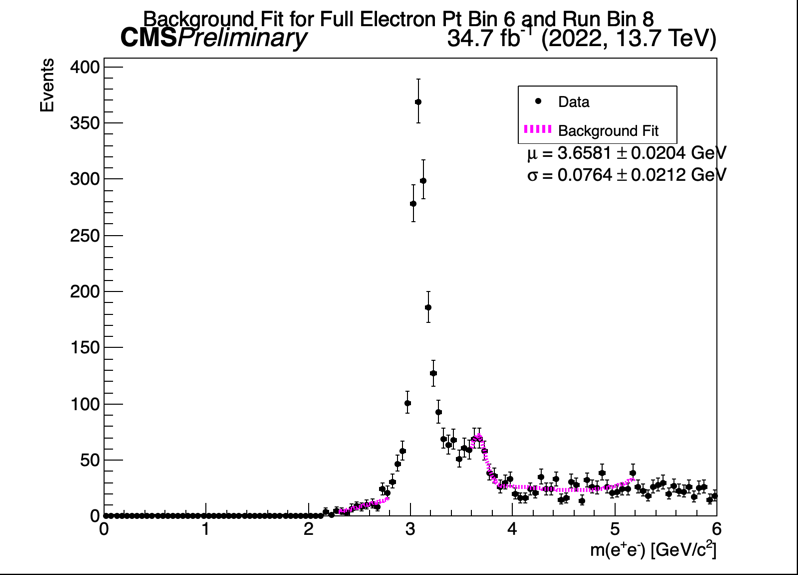 Background Fit for Full Electron Pt Bin 6 and Run Bin 8
CMS Preliminary 34.7 fb⁻¹ (2022, 13.7 TeV)
Events
400
350
300
250
200
150
100
50
0
Data
Background Fit
μ = 3.6581 ± 0.0204 GeV
σ = 0.0764 ± 0.0212 GeV
0 1 2 3 4 5 6
m(e⁺e⁻) [GeV/c²]